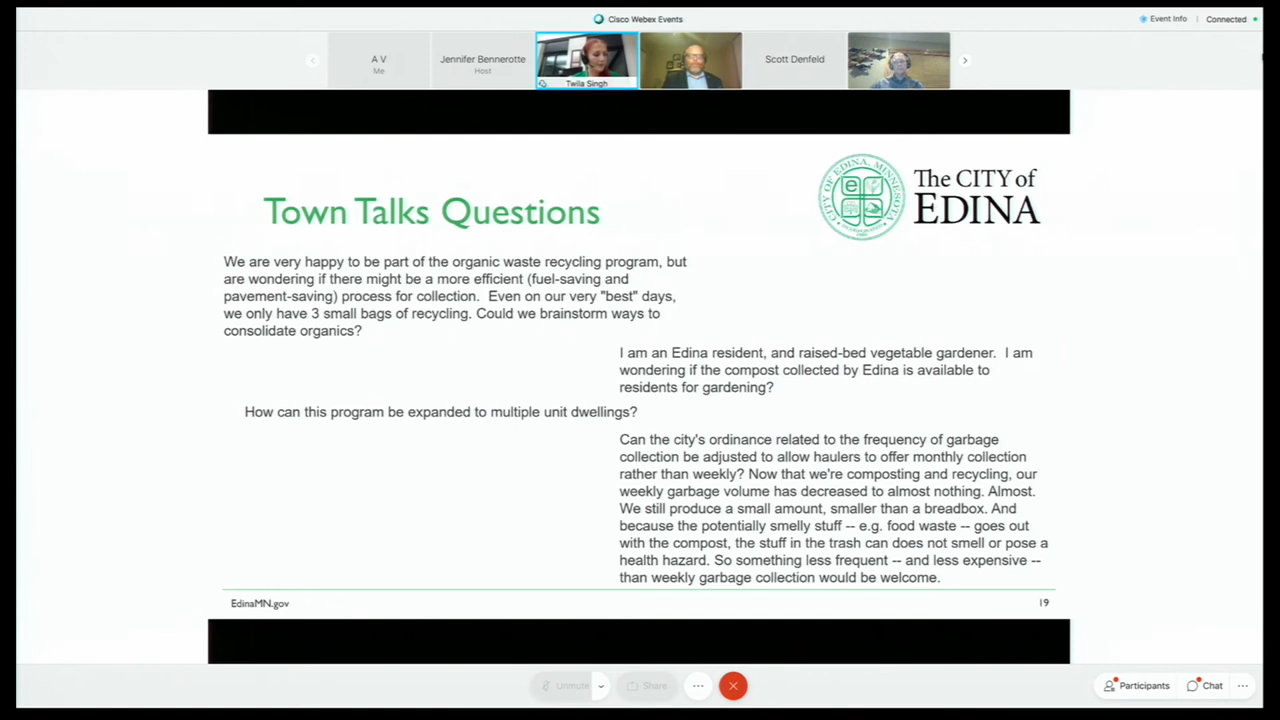 Cisco Webex Events
Event Info
Connected
A V
Me
Jennifer Bennerotte
Host
Twila Singh
Scott Denfeld
CITY OF EDINA, MINNESOTA
e
INCORPORATED
The CITY of
EDINA
Town Talks Questions
We are very happy to be part of the organic waste recycling program, but
are wondering if there might be a more efficient (fuel-saving and
pavement-saving) process for collection.  Even on our very "best" days,
we only have 3 small bags of recycling. Could we brainstorm ways to
consolidate organics?
I am an Edina resident, and raised-bed vegetable gardener.  I am
wondering if the compost collected by Edina is available to
residents for gardening?
How can this program be expanded to multiple unit dwellings?
Can the city's ordinance related to the frequency of garbage
collection be adjusted to allow haulers to offer monthly collection
rather than weekly? Now that we're composting and recycling, our
weekly garbage volume has decreased to almost nothing. Almost.
We still produce a small amount, smaller than a breadbox. And
because the potentially smelly stuff -- e.g. food waste -- goes out
with the compost, the stuff in the trash can does not smell or pose a
health hazard. So something less frequent -- and less expensive --
than weekly garbage collection would be welcome.
EdinaMN.gov
19
Unmute
Share
Participants
Chat